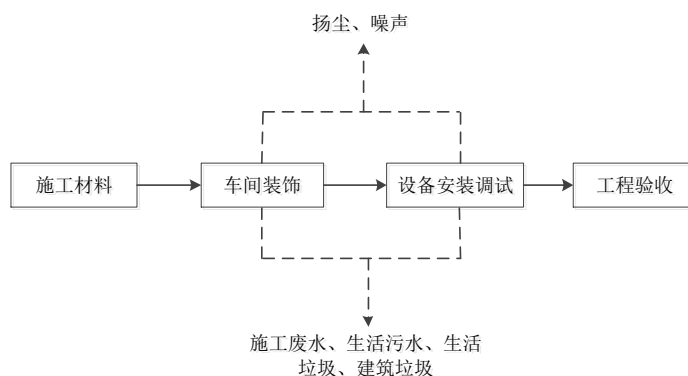 扬尘、噪声
施工材料
车间装饰
设备安装调试
工程验收
施工废水、生活污水、生活
垃圾、建筑垃圾